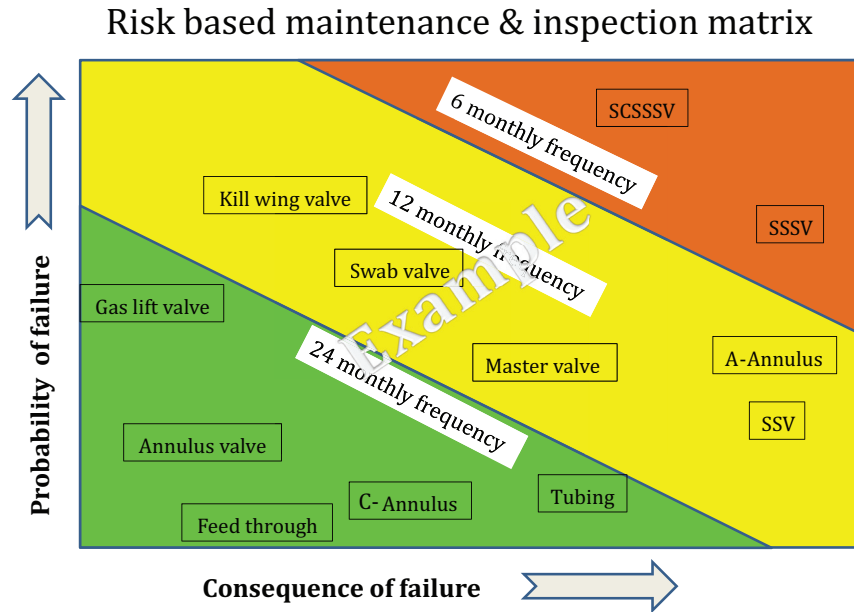 Risk based maintenance & inspection matrix
SCSSSV
6 monthly frequency
Kill wing valve
12 monthly frequency
SSSV
Swab valve
Example
Gas lift valve
24 monthly frequency
Master valve
A-Annulus
SSV
Annulus valve
C- Annulus
Tubing
Feed through
Probability of failure
Consequence of failure